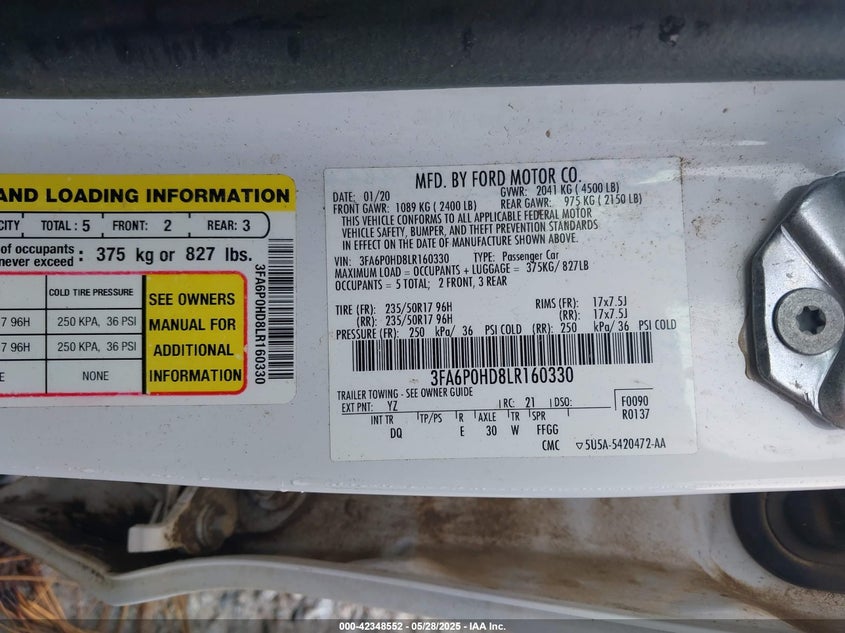 AND LOADING INFORMATION
CITY TOTAL : 5 FRONT: 2 REAR: 3
of occupants
never exceed : 375 kg or 827 lbs.
COLD TIRE PRESSURE
17 96H 250 KPA, 36 PSI
17 96H 250 KPA, 36 PSI
E NONE
SEE OWNERS
MANUAL FOR
ADDITIONAL
INFORMATION
3FA6P0HD8LR160330
MFD. BY FORD MOTOR CO.
DATE: 01/20 GVWR: 2041 KG ( 4500 LB)
FRONT GAWR: 1089 KG ( 2400 LB) REAR GAWR: 975 KG ( 2150 LB)
THIS VEHICLE CONFORMS TO ALL APPLICABLE FEDERAL MOTOR
VEHICLE SAFETY, BUMPER, AND THEFT PREVENTION STANDARDS
IN EFFECT ON THE DATE OF MANUFACTURE SHOWN ABOVE.
VIN: 3FA6P0HD8LR160330 TYPE: Passenger Car
MAXIMUM LOAD = OCCUPANTS + LUGGAGE = 375KG/ 827LB
OCCUPANTS = 5 TOTAL; 2 FRONT, 3 REAR
TIRE (FR): 235/50R17 96H RIMS (FR): 17x7.5J
(RR): 235/50R17 96H (RR): 17x7.5J
PRESSURE (FR): 250 kPa/ 36 PSI COLD (RR): 250 kPa/ 36 PSI COLD
3FA6P0HD8LR160330
TRAILER TOWING - SEE OWNER GUIDE
EXT PNT: YZ RC: 21 DSO: F0090
R0137
INT TR TP/PS R AXLE TR SPR
DQ E 30 W FFGG
CMC ▽5U5A-5420472-AA
000-42348552 - 05/28/2025 - IAA Inc.